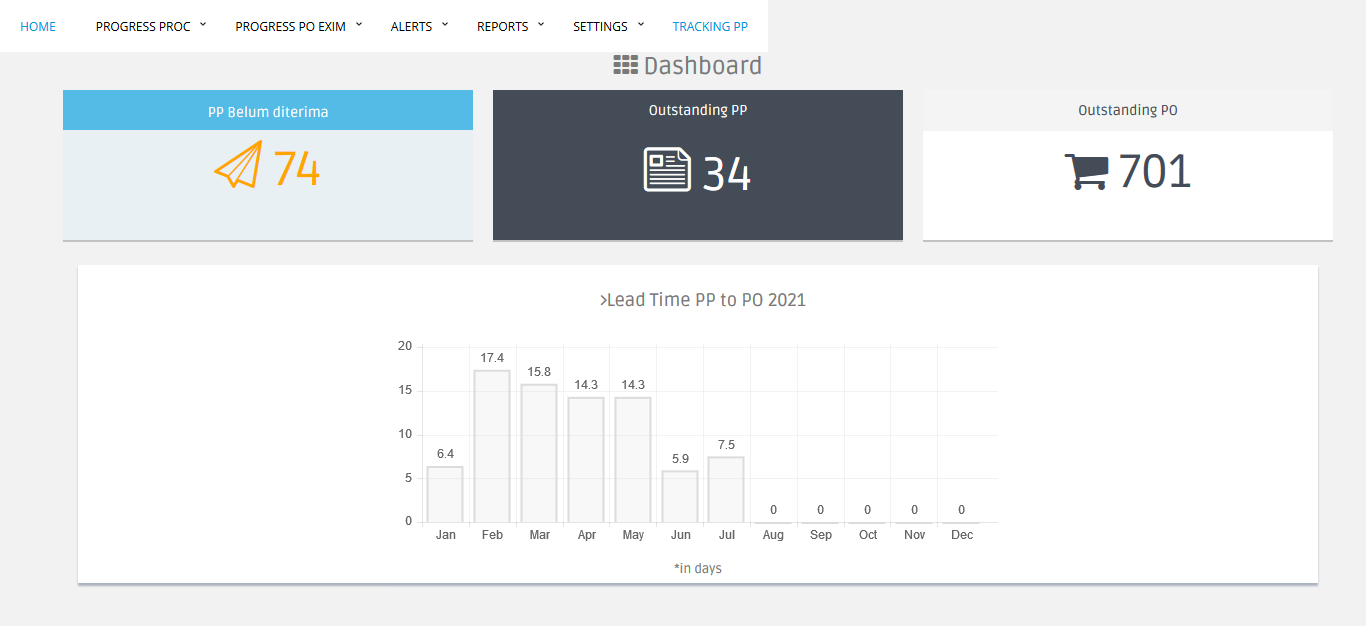 HOME PROGRESS PROC PROGRESS PO EXIM ALERTS REPORTS SETTINGS TRACKING PP
Dashboard
PP Belum diterima
74
Outstanding PP
34
Outstanding PO
701
>Lead Time PP to PO 2021
20
15
10
5
0
6.4
17.4
15.8
14.3
14.3
5.9
7.5
0
0
0
0
0
Jan Feb Mar Apr May Jun Jul Aug Sep Oct Nov Dec
*in days